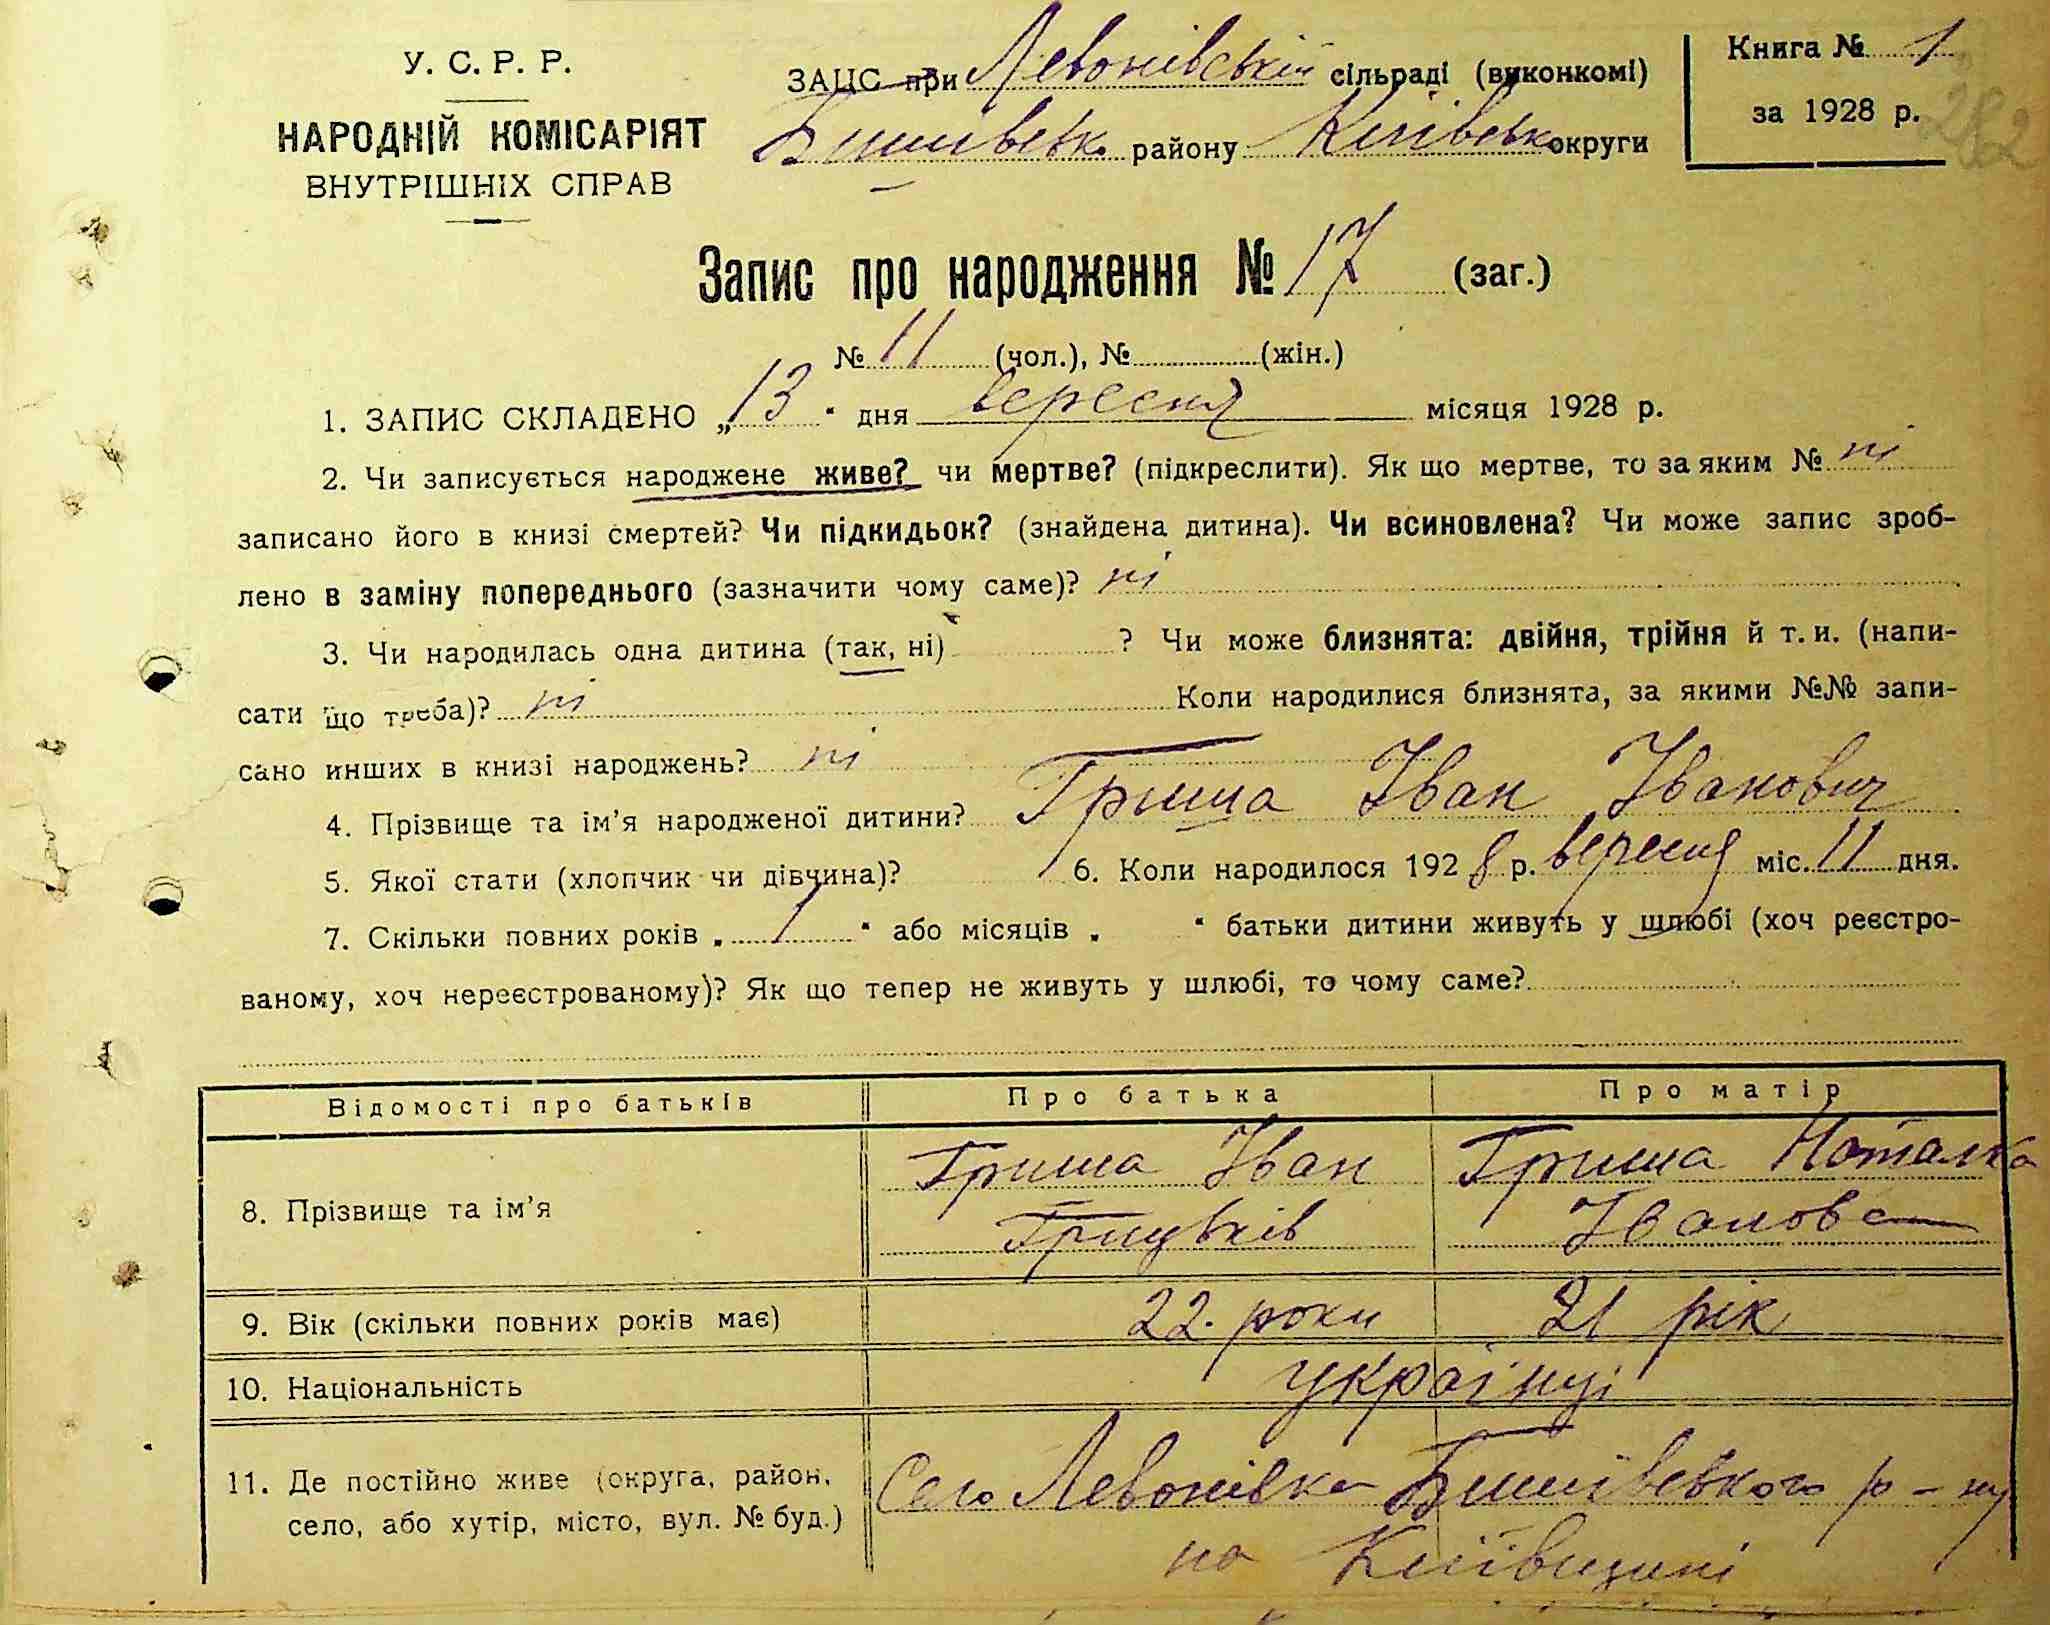 У. С. Р. Р.
НАРОДНІЙ КОМІСАРІЯТ
ВНУТРІШНІХ СПРАВ
ЗАЦС при Левонівській сільраді (виконкомі)
Бишівськ. району Київськ. округи
Книга № 1
за 1928 р.
282
Запис про народження № 17 (заг.)
№ 11 (чол.), № (жін.)
1. ЗАПИС СКЛАДЕНО „13“ дня вересня місяця 1928 р.
2. Чи записується народжене живе? чи мертве? (підкреслити). Як що мертве, то за яким № ні
записано його в книзі смертей? Чи підкидьок? (знайдена дитина). Чи всиновлена? Чи може запис зроб-
лено в заміну попереднього (зазначити чому саме)? ні
3. Чи народилась одна дитина (так, ні) ? Чи може близнята: двійня, трійня й т. и. (напи-
сати що треба)? ні Коли народилися близнята, за якими №№ запи-
сано инших в книзі народжень? ні
4. Прізвище та ім’я народженої дитини? Гриша Іван Іванович
5. Якої стати (хлопчик чи дівчина)? 6. Коли народилося 1928 р. вересня міс. 11 дня.
7. Скільки повних років „ 1 “ або місяців „ “ батьки дитини живуть у шлюбі (хоч реєстро-
ваному, хоч нереєстрованому)? Як що тепер не живуть у шлюбі, то чому саме?
Відомості про батьків Про батька Про матір
8. Прізвище та ім’я Гриша Іван Грицьків Гриша Наталка Іванова
9. Вік (скільки повних років має) 22. роки 21 рік
10. Національність українці
11. Де постійно живе (округа, район, село, або хутір, місто, вул. № буд.) Село Левонівка Бишівського р-ну
на Київщині